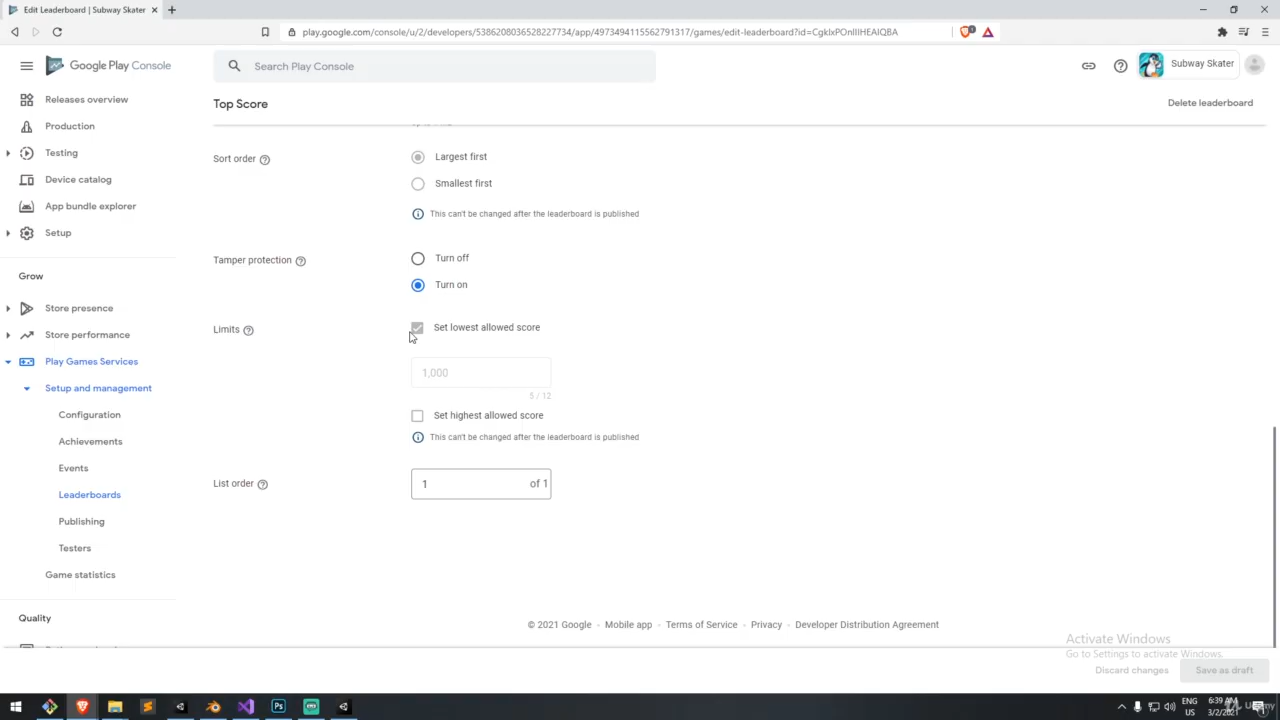 Edit Leaderboard | Subway Skater
play.google.com/console/u/2/developers/5386208036528227734/app/4973494115562791317/games/edit-leaderboard?id=CgkIxPOnIIIHEAIQBA
Google Play Console
Search Play Console
Subway Skater
Releases overview
Production
Testing
Device catalog
App bundle explorer
Setup
Grow
Store presence
Store performance
Play Games Services
Setup and management
Configuration
Achievements
Events
Leaderboards
Publishing
Testers
Game statistics
Quality
Top Score
Delete leaderboard
Sort order
Largest first
Smallest first
This can't be changed after the leaderboard is published
Tamper protection
Turn off
Turn on
Limits
Set lowest allowed score
1,000
5 / 12
Set highest allowed score
This can't be changed after the leaderboard is published
List order
1 of 1
© 2021 Google · Mobile app · Terms of Service · Privacy · Developer Distribution Agreement
Activate Windows
Go to Settings to activate Windows.
Discard changes
Save as draft
ENG
US
6:39 AM
3/2/2021
Udemy